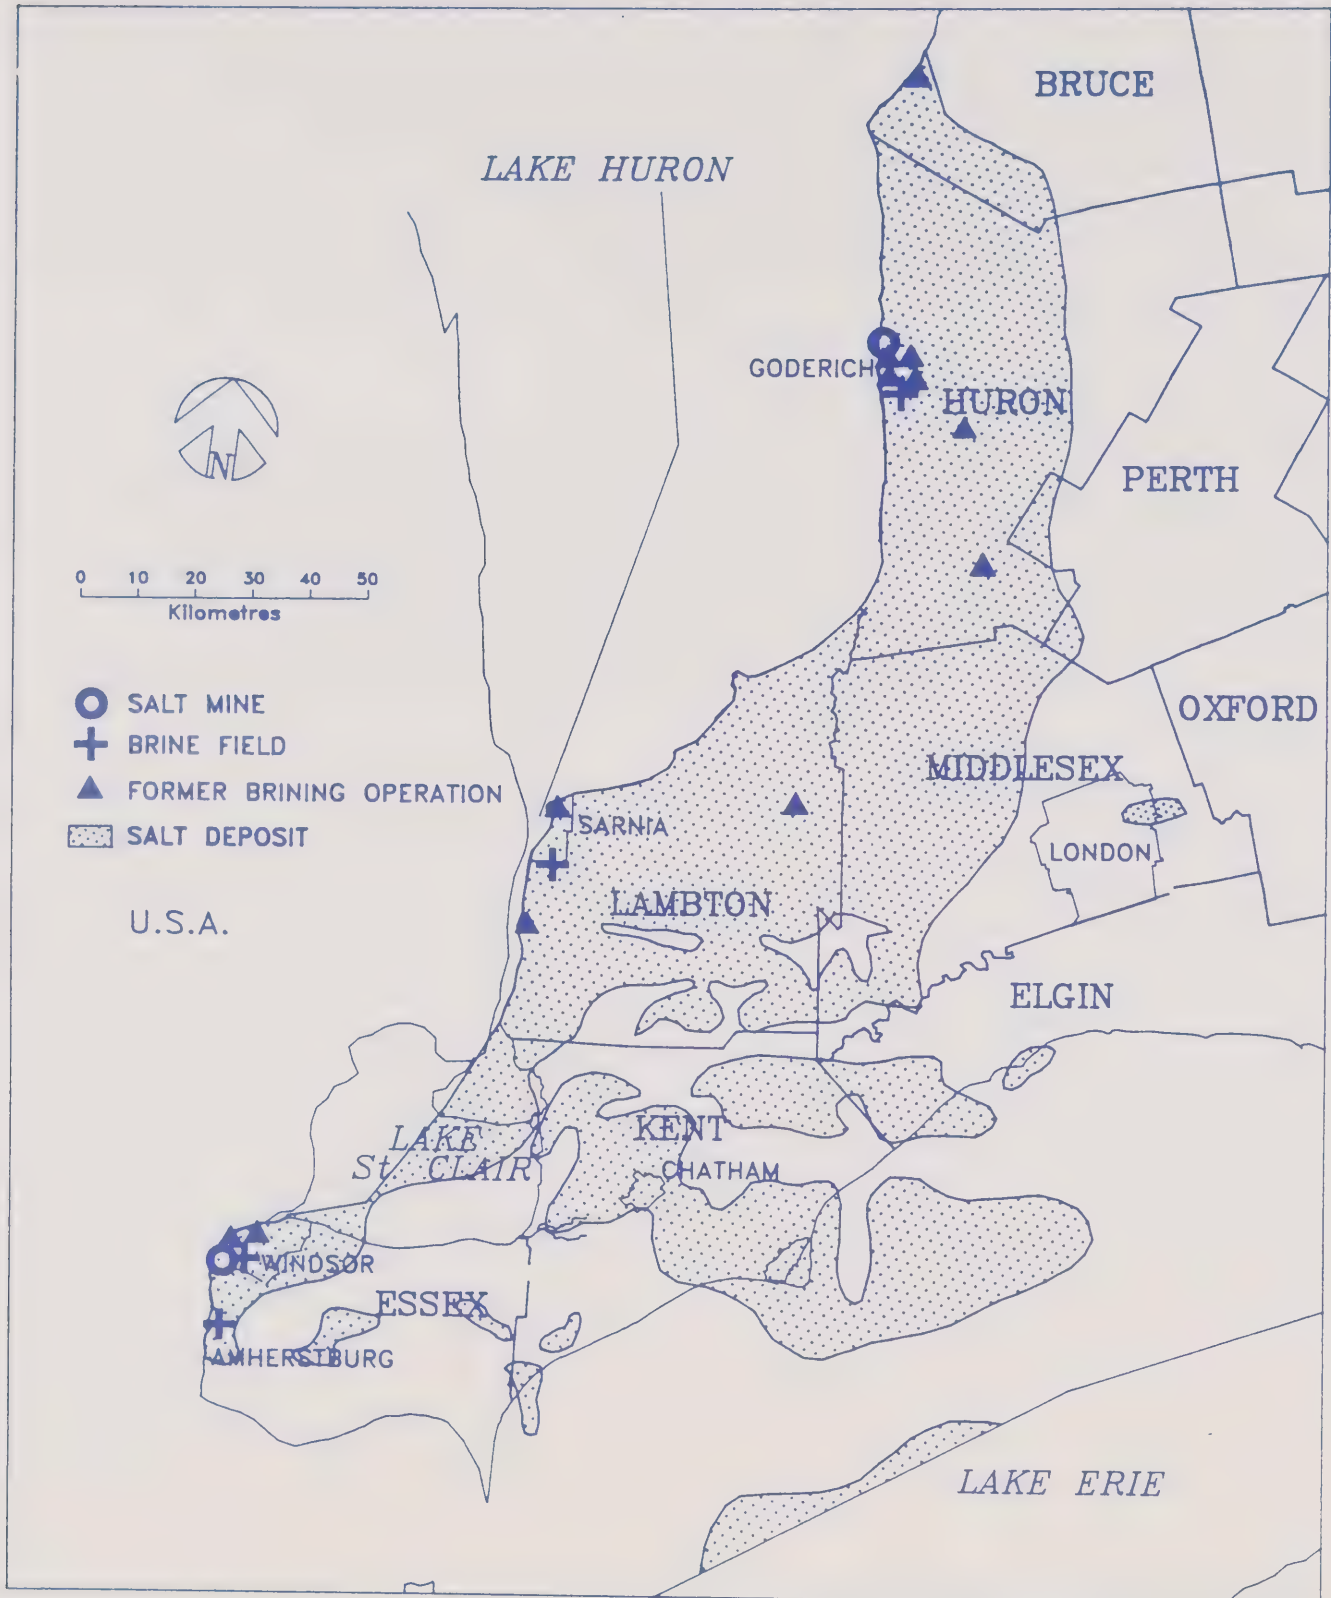 BRUCE
LAKE HURON
GODERICH
HURON
PERTH
N
0 10 20 30 40 50
Kilometres
SALT MINE
BRINE FIELD
FORMER BRINING OPERATION
SALT DEPOSIT
U.S.A.
OXFORD
MIDDLESEX
SARNIA
LONDON
LAMBTON
ELGIN
KENT
LAKE
St. CLAIR
CHATHAM
WINDSOR
ESSEX
AMHERSTBURG
LAKE ERIE